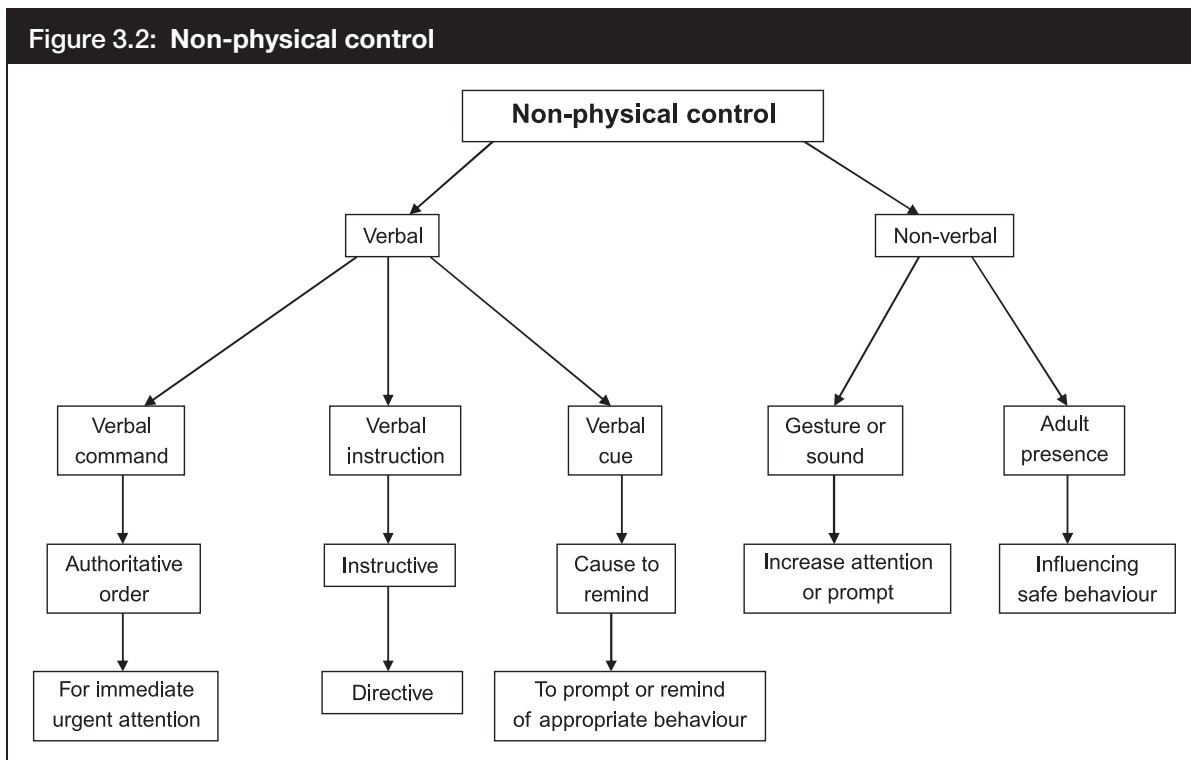 Figure 3.2: Non-physical control
Non-physical control
Verbal
Non-verbal
Verbal
command
Verbal
instruction
Verbal
cue
Gesture or
sound
Adult
presence
Authoritative
order
Instructive
Cause to
remind
Increase attention
or prompt
Influencing
safe behaviour
For immediate
urgent attention
Directive
To prompt or remind
of appropriate behaviour